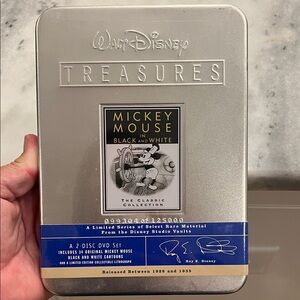 WALT DISNEY
TREASURES
MICKEY
MOUSE
IN
BLACK AND WHITE
THE CLASSIC
COLLECTION
099304 of 125000
A Limited Series of Select Rare Material
From the Disney Studio Vaults
A 2-DISC DVD SET
INCLUDES 34 ORIGINAL MICKEY MOUSE
BLACK AND WHITE CARTOONS
AND A LIMITED EDITION COLLECTIBLE LITHOGRAPH
Roy E. Disney
Roy E. Disney
Released Between 1928 and 1935